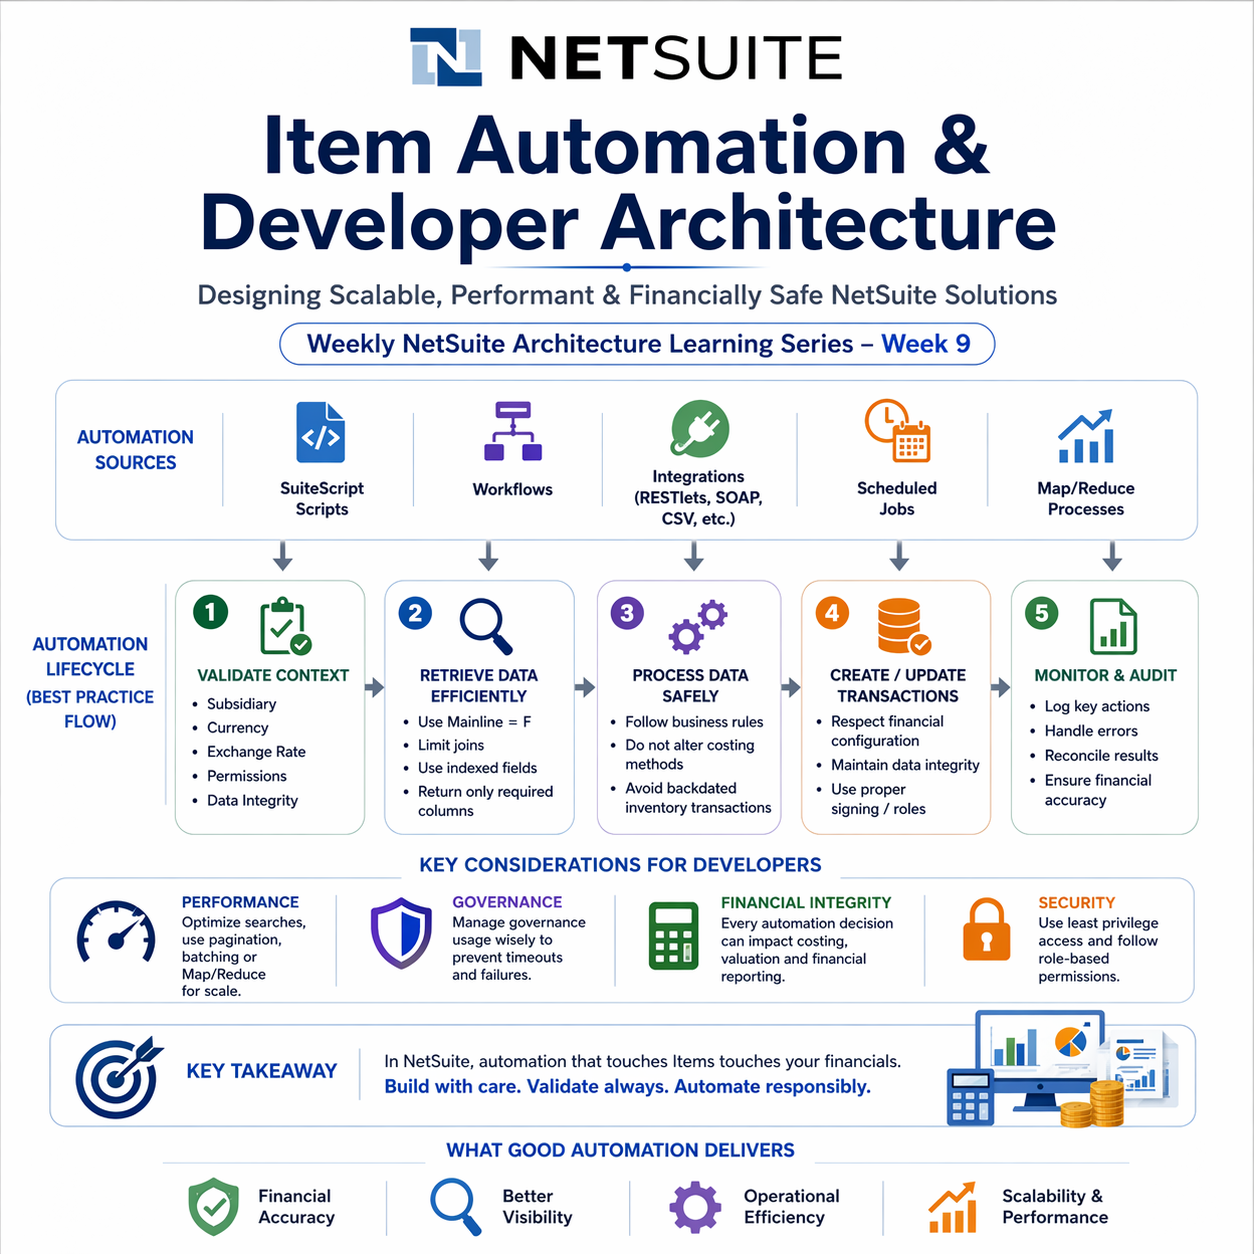 NETSUITE
Item Automation &
Developer Architecture
Designing Scalable, Performant & Financially Safe NetSuite Solutions
Weekly NetSuite Architecture Learning Series – Week 9
AUTOMATION
SOURCES
</>
SuiteScript
Scripts
Workflows
Integrations
(RESTlets, SOAP,
CSV, etc.)
Scheduled
Jobs
Map/Reduce
Processes
AUTOMATION
LIFECYCLE
(BEST PRACTICE
FLOW)
1
VALIDATE CONTEXT
• Subsidiary
• Currency
• Exchange Rate
• Permissions
• Data Integrity
2
RETRIEVE DATA
EFFICIENTLY
• Use Mainline = F
• Limit joins
• Use indexed fields
• Return only required
columns
3
PROCESS DATA
SAFELY
• Follow business rules
• Do not alter costing
methods
• Avoid backdated
inventory transactions
4
CREATE / UPDATE
TRANSACTIONS
• Respect financial
configuration
• Maintain data integrity
• Use proper
signing / roles
5
MONITOR & AUDIT
• Log key actions
• Handle errors
• Reconcile results
• Ensure financial
accuracy
KEY CONSIDERATIONS FOR DEVELOPERS
PERFORMANCE
Optimize searches,
use pagination,
batching or
Map/Reduce
for scale.
GOVERNANCE
Manage governance
usage wisely to
prevent timeouts
and failures.
FINANCIAL INTEGRITY
Every automation decision
can impact costing,
valuation and financial
reporting.
SECURITY
Use least privilege
access and follow
role-based
permissions.
KEY TAKEAWAY
In NetSuite, automation that touches Items touches your financials.
Build with care. Validate always. Automate responsibly.
WHAT GOOD AUTOMATION DELIVERS
Financial
Accuracy
Better
Visibility
Operational
Efficiency
Scalability &
Performance